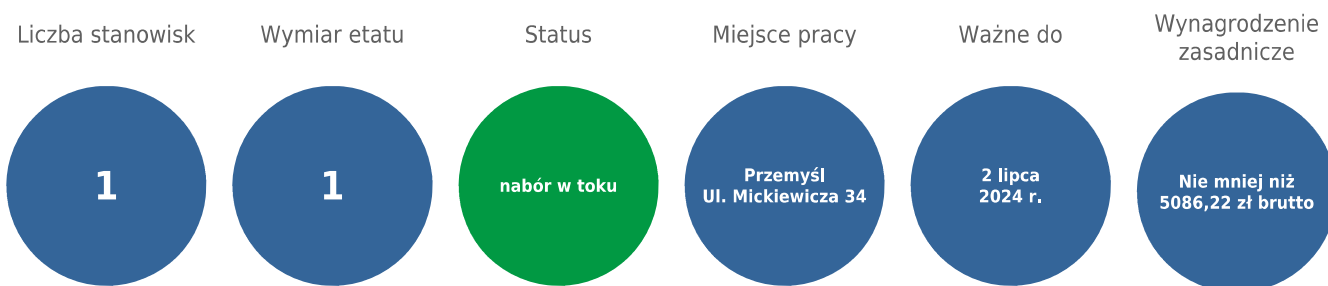 Liczba stanowisk
1
Wymiar etatu
1
Status
nabór w toku
Miejsce pracy
Przemyśl
Ul. Mickiewicza 34
Ważne do
2 lipca
2024 r.
Wynagrodzenie
zasadnicze
Nie mniej niż
5086,22 zł brutto